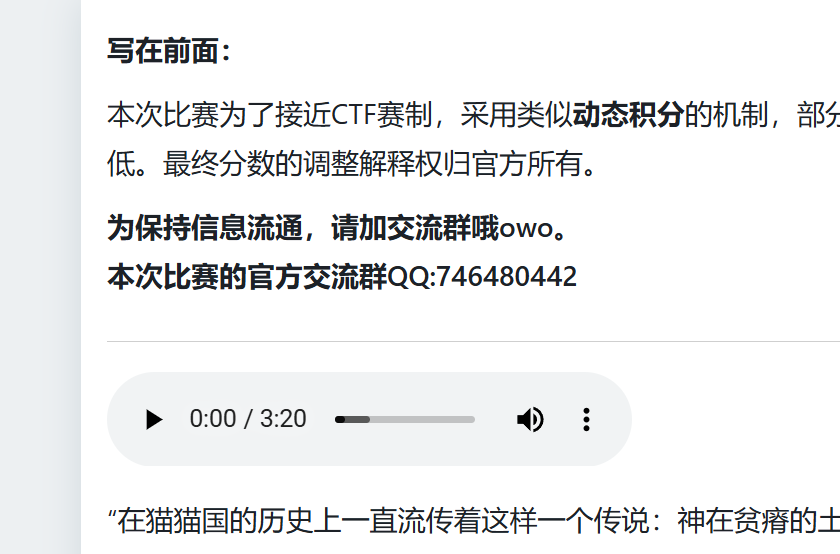 写在前面：
本次比赛为了接近CTF赛制，采用类似动态积分的机制，部
低。最终分数的调整解释权归官方所有。
为保持信息流通，请加交流群哦owo。
本次比赛的官方交流群QQ:746480442
0:00 / 3:20
“在猫猫国的历史上一直流传着这样一个传说：神在贫瘠的土